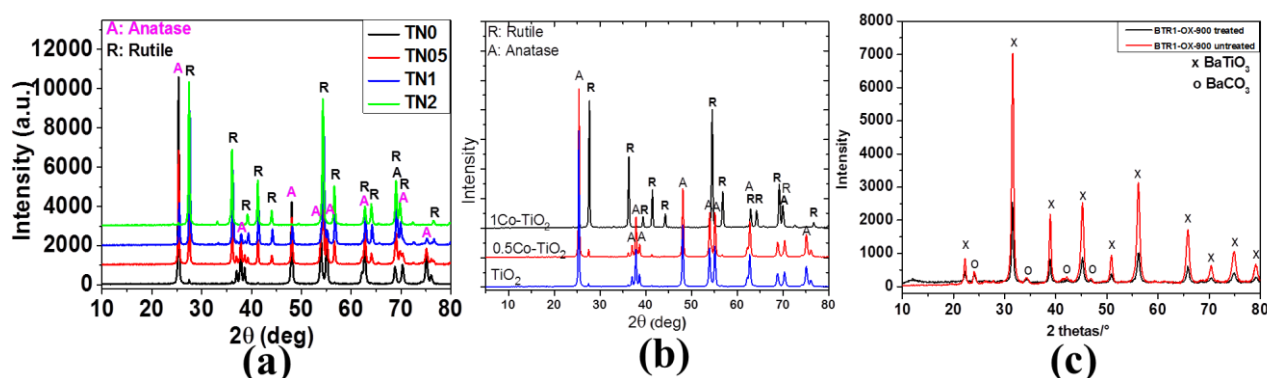 A: Anatase
R: Rutile
TN0
TN05
TN1
TN2
12000
10000
8000
6000
4000
2000
0
Intensity (a.u.)
A
R
R
R
R
R
A
R
A
R
A
R
A
R
R
A
R
A
R
A
A
10 20 30 40 50 60 70 80
2θ (deg)
(a)
R: Rutile
A: Anatase
A
R
R
R
R
R
A
R
R
A
R
R
R
R
A
R
A
A
A
A
A
A
1Co-TiO2
0.5Co-TiO2
TiO2
Intensity
10 20 30 40 50 60 70 80
2θ (deg)
(b)
8000
7000
6000
5000
4000
3000
2000
1000
0
Intensity
BTR1-OX-900 treated
BTR1-OX-900 untreated
x BaTiO3
o BaCO3
X
X
O
X
O
X
O
X
O
X
X
X
X
X
X
10 20 30 40 50 60 70 80
2 thetas/°
(c)